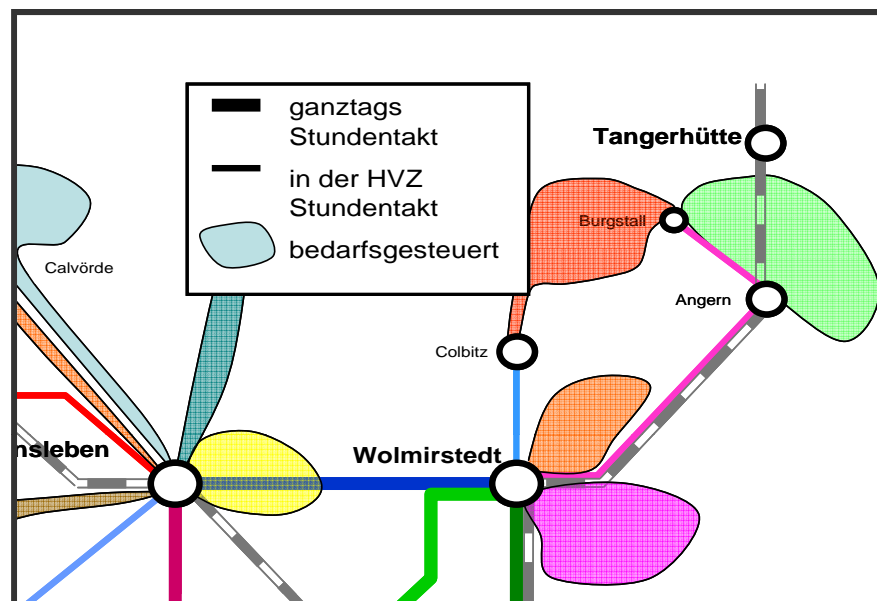 ganztags
Stundentakt
in der HVZ
Stundentakt
bedarfsgesteuert
Tangerhütte
Burgstall
Calvörde
Angern
Colbitz
nsleben
Wolmirstedt